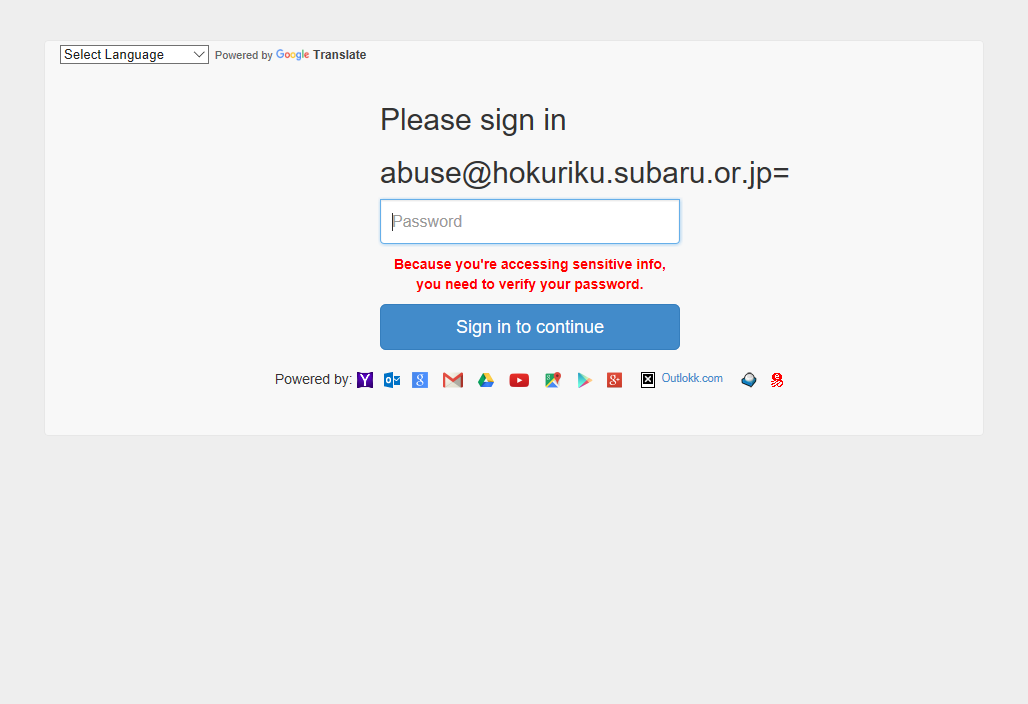 Select Language Powered by Google Translate
Please sign in
abuse@hokuriku.subaru.or.jp=
Password
Because you're accessing sensitive info,
you need to verify your password.
Sign in to continue
Powered by: Outlokk.com